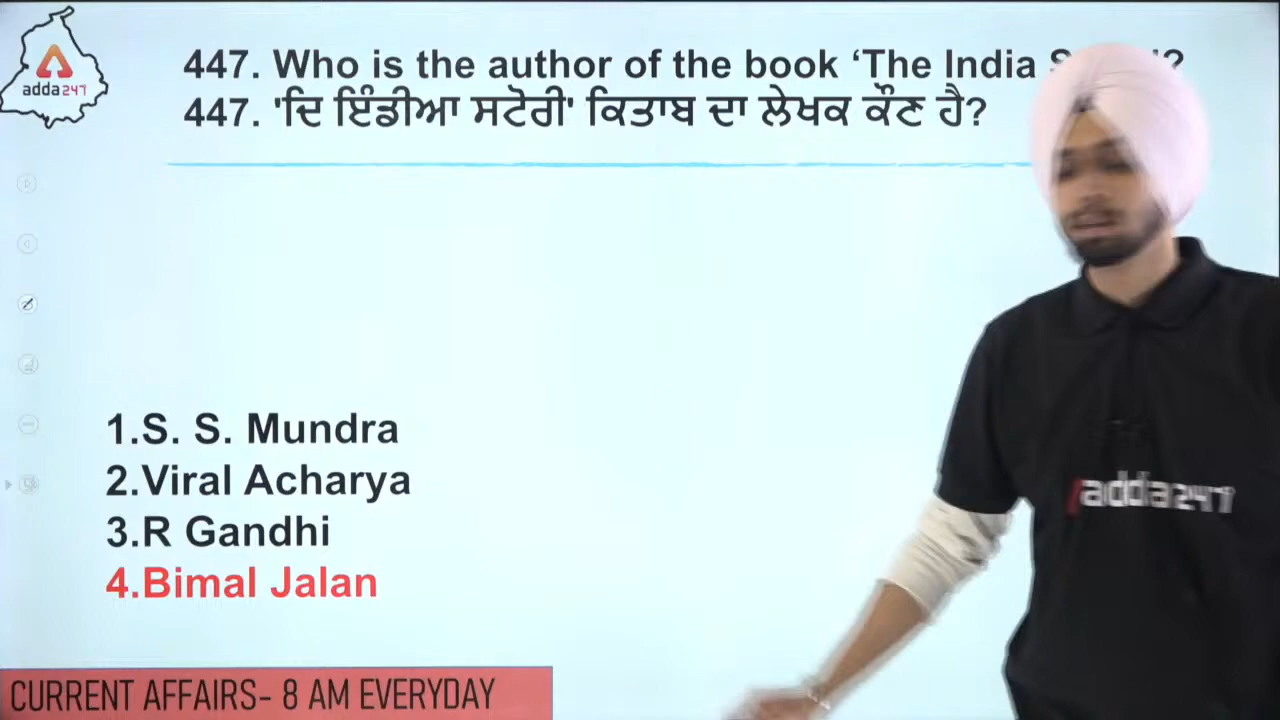 adda247
447. Who is the author of the book ‘The India
447. 'ਦਿ ਇੰਡੀਆ ਸਟੋਰੀ' ਕਿਤਾਬ ਦਾ ਲੇਖਕ ਕੌਣ ਹੈ?
1.S. S. Mundra
2.Viral Acharya
3.R Gandhi
4.Bimal Jalan
adda247
CURRENT AFFAIRS- 8 AM EVERYDAY